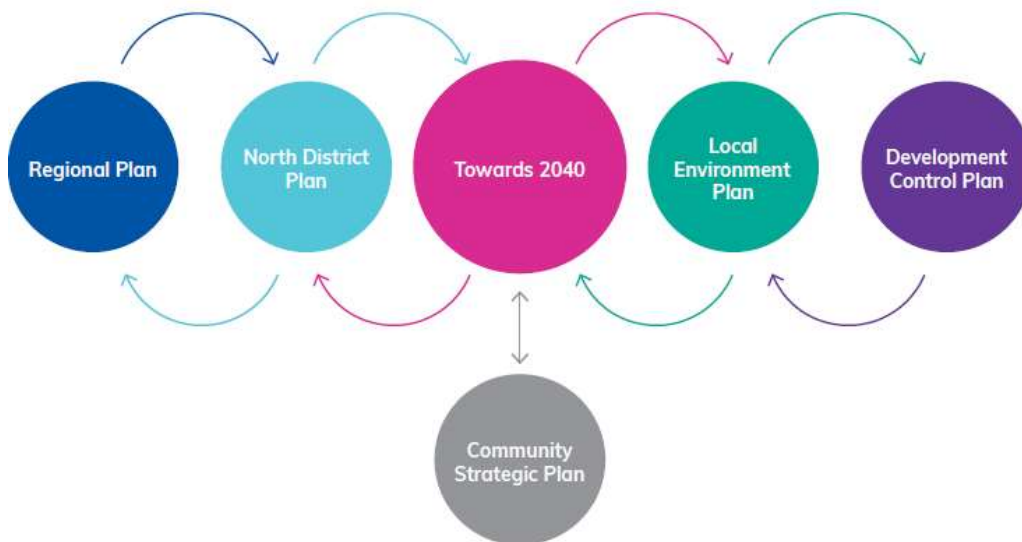 Regional Plan
North District
Plan
Towards 2040
Local
Environment
Plan
Development
Control Plan
Community
Strategic Plan